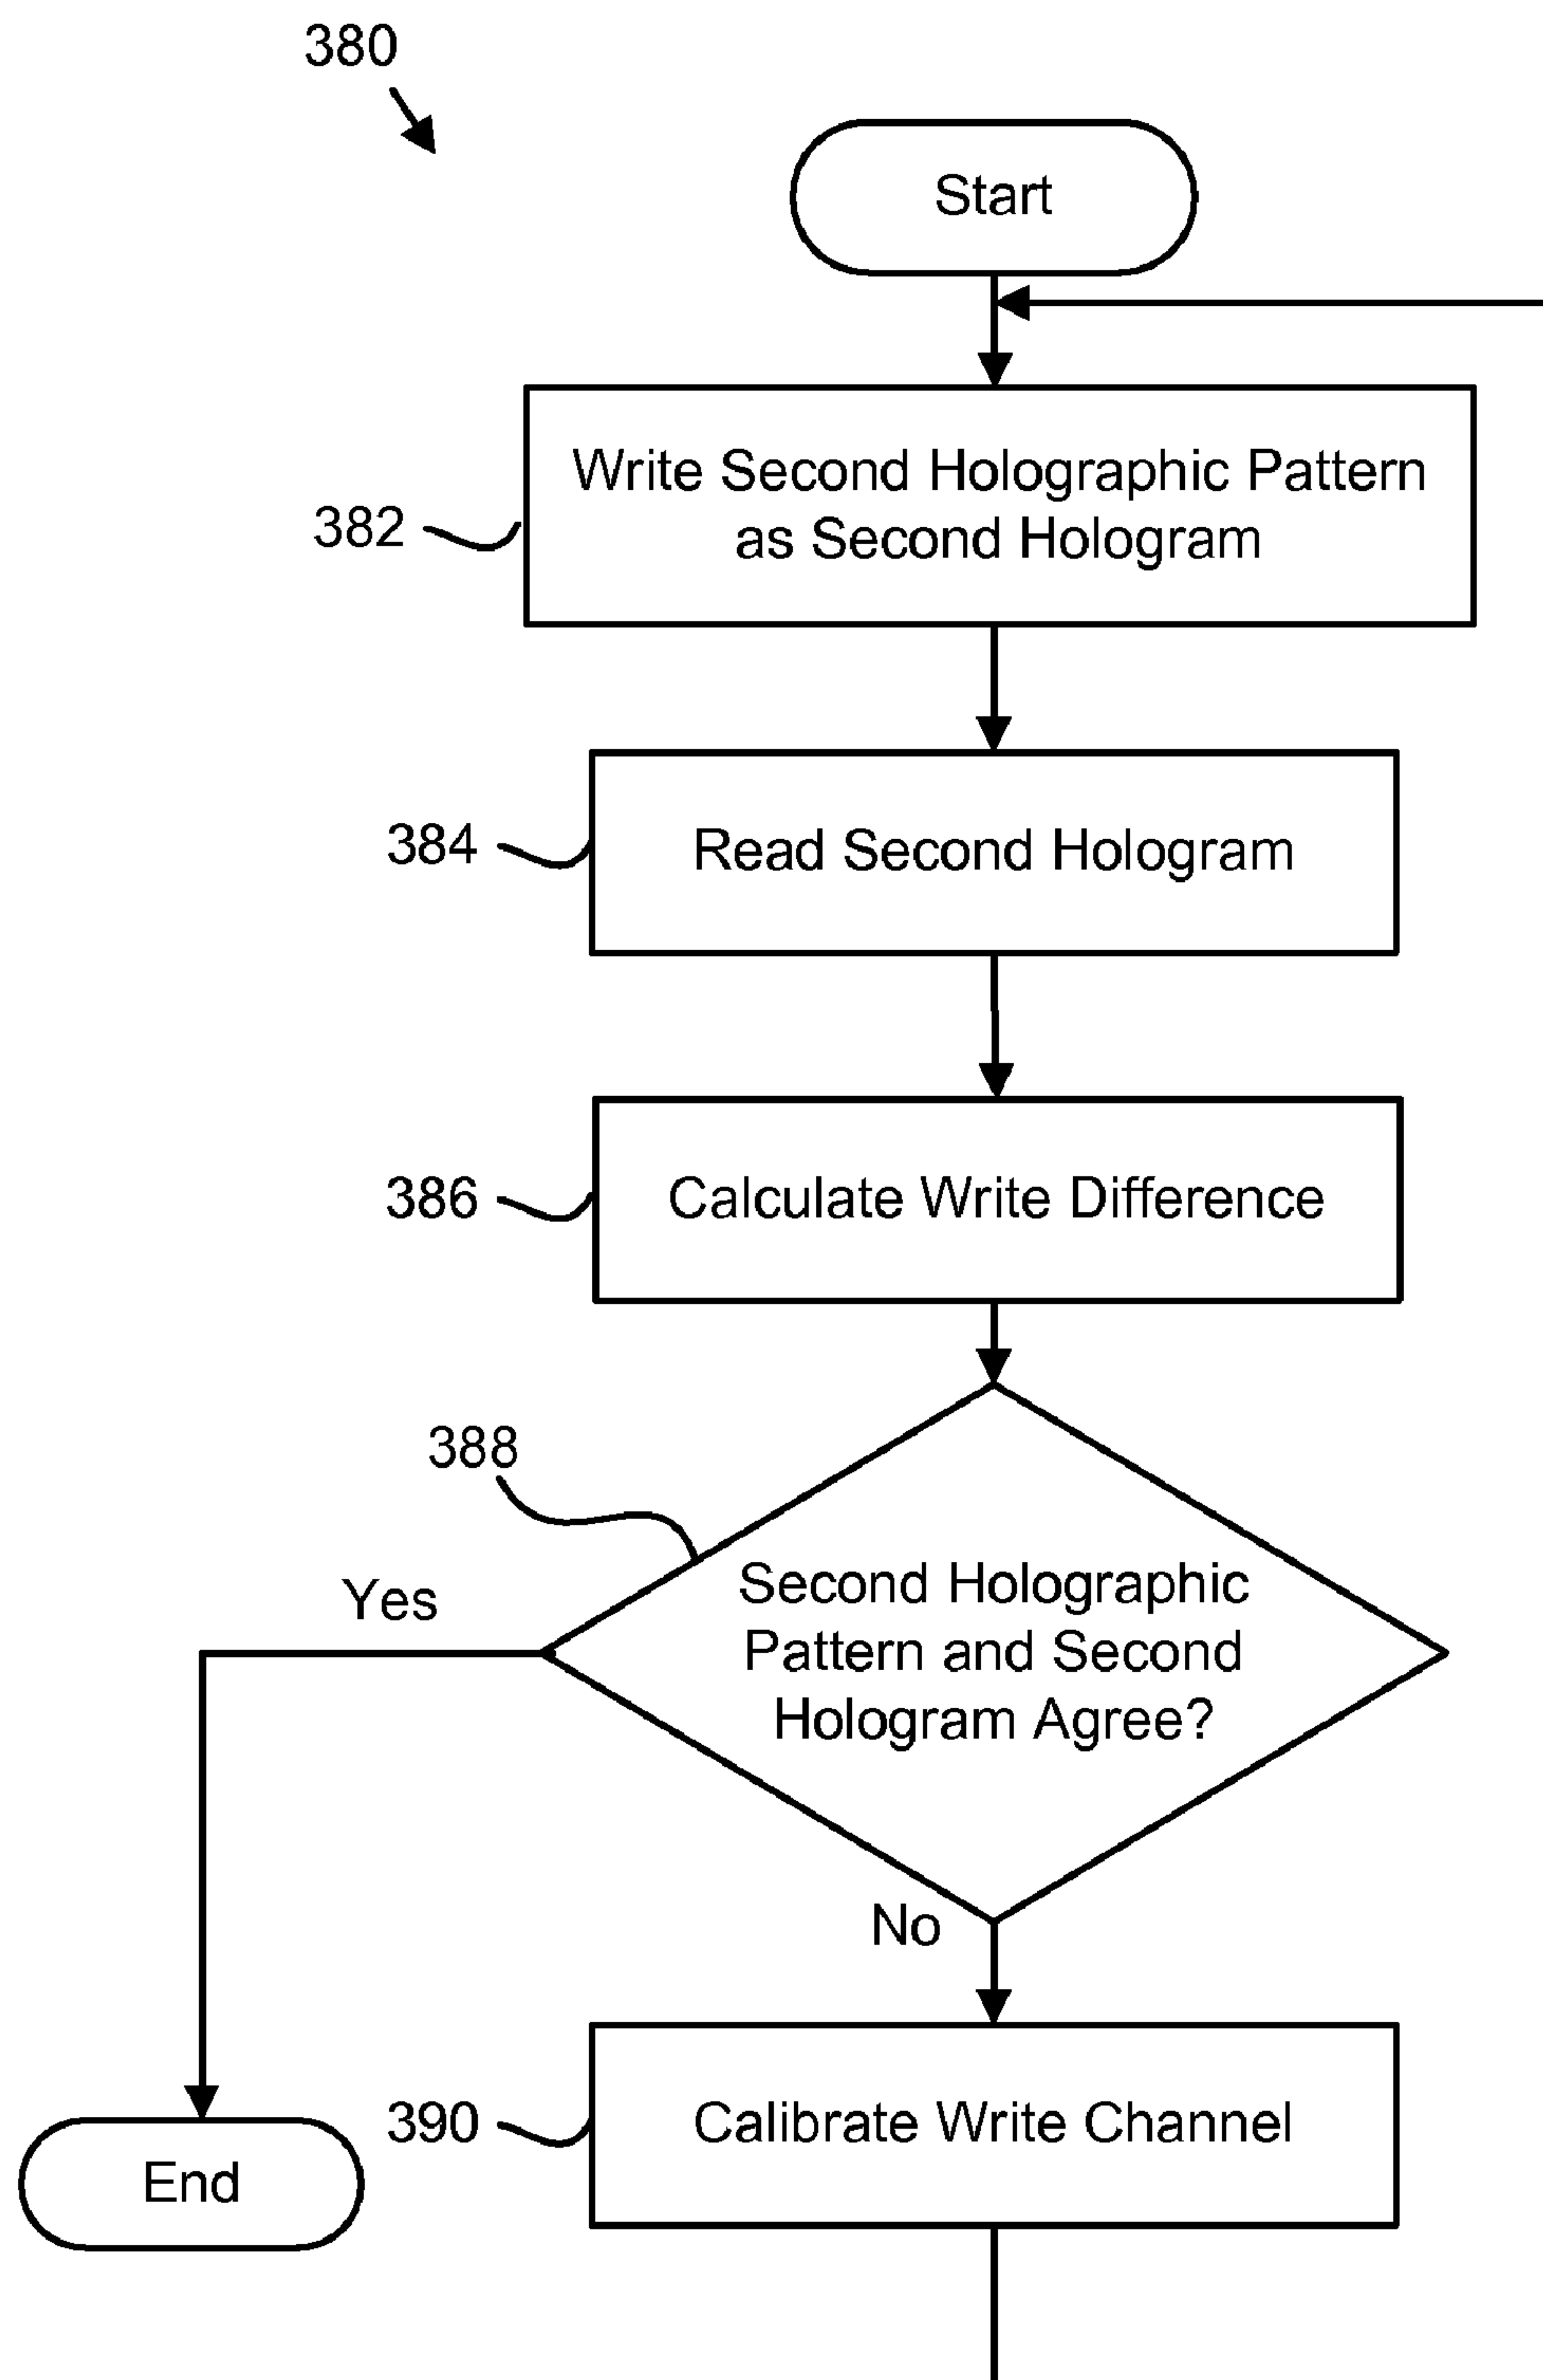 380
Start
Write Second Holographic Pattern
as Second Hologram
382
384
Read Second Hologram
386
Calculate Write Difference
388
Yes
Second Holographic
Pattern and Second
Hologram Agree?
No
390
Calibrate Write Channel
End